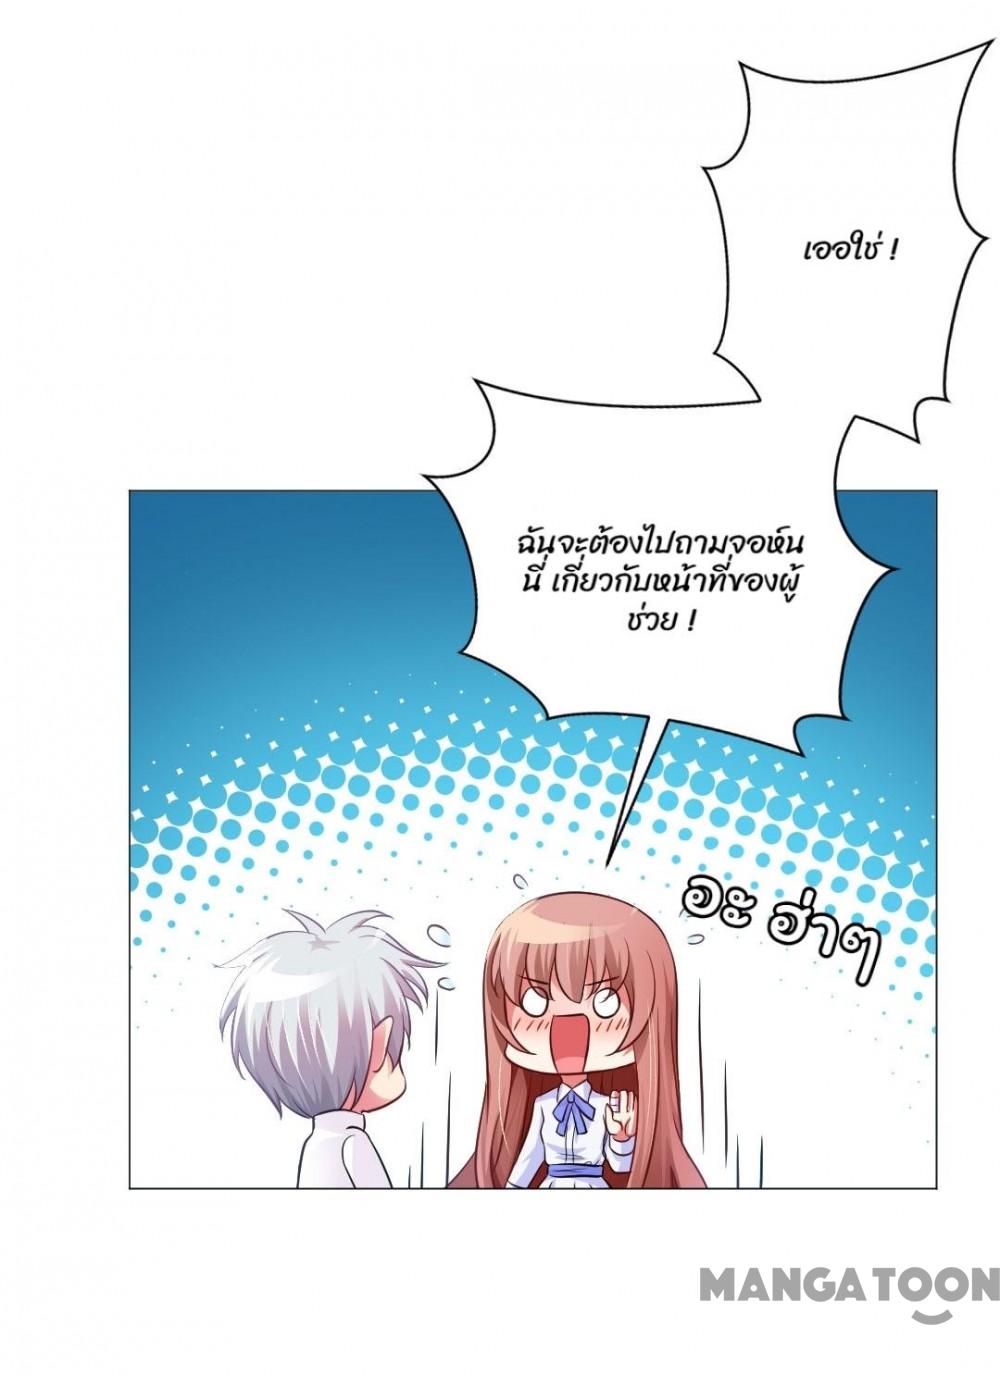 เออใช่ !
ฉันจะต้องไปถามจอห์น
นี่ เกี่ยวกับหน้าที่ของผู้
ช่วย !
อะ ฮ่าๆ
MANGATOON